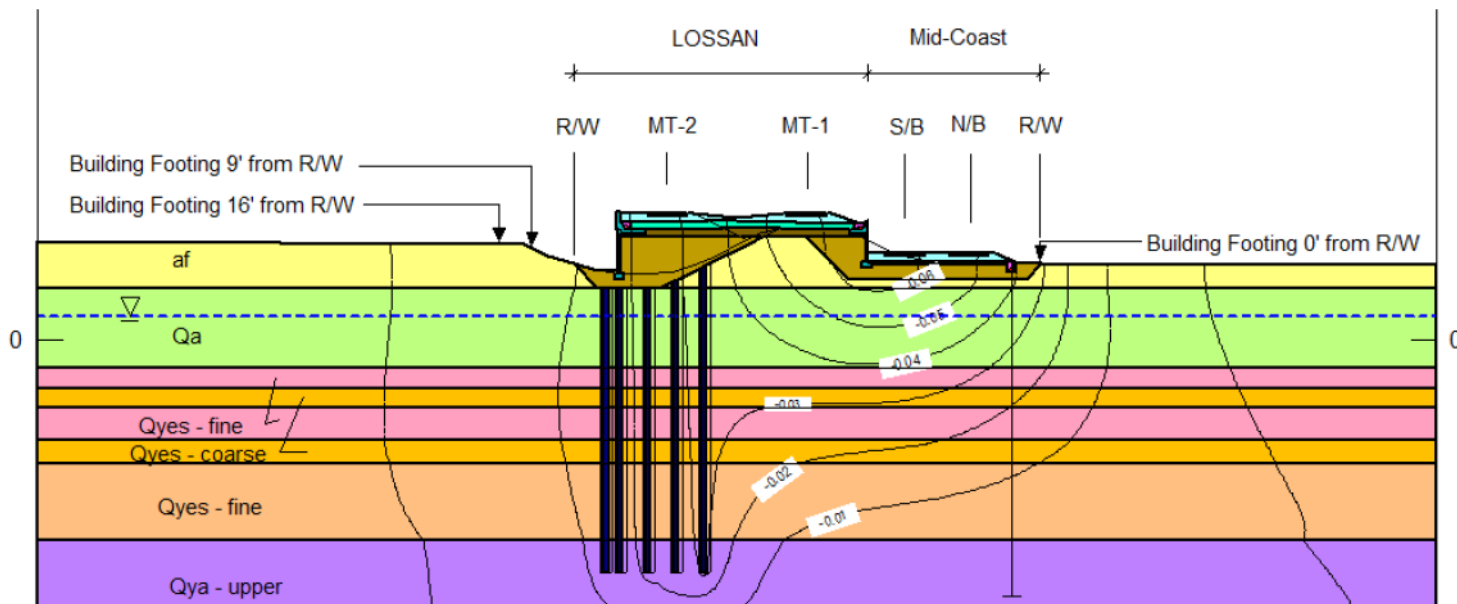 LOSSAN
Mid-Coast
R/W
MT-2
MT-1
S/B
N/B
R/W
Building Footing 9' from R/W
Building Footing 16' from R/W
Building Footing 0' from R/W
af
-0.06
-0.05
Qa
0
0
-0.04
-0.03
Qyes - fine
Qyes - coarse
-0.02
Qyes - fine
-0.01
Qya - upper